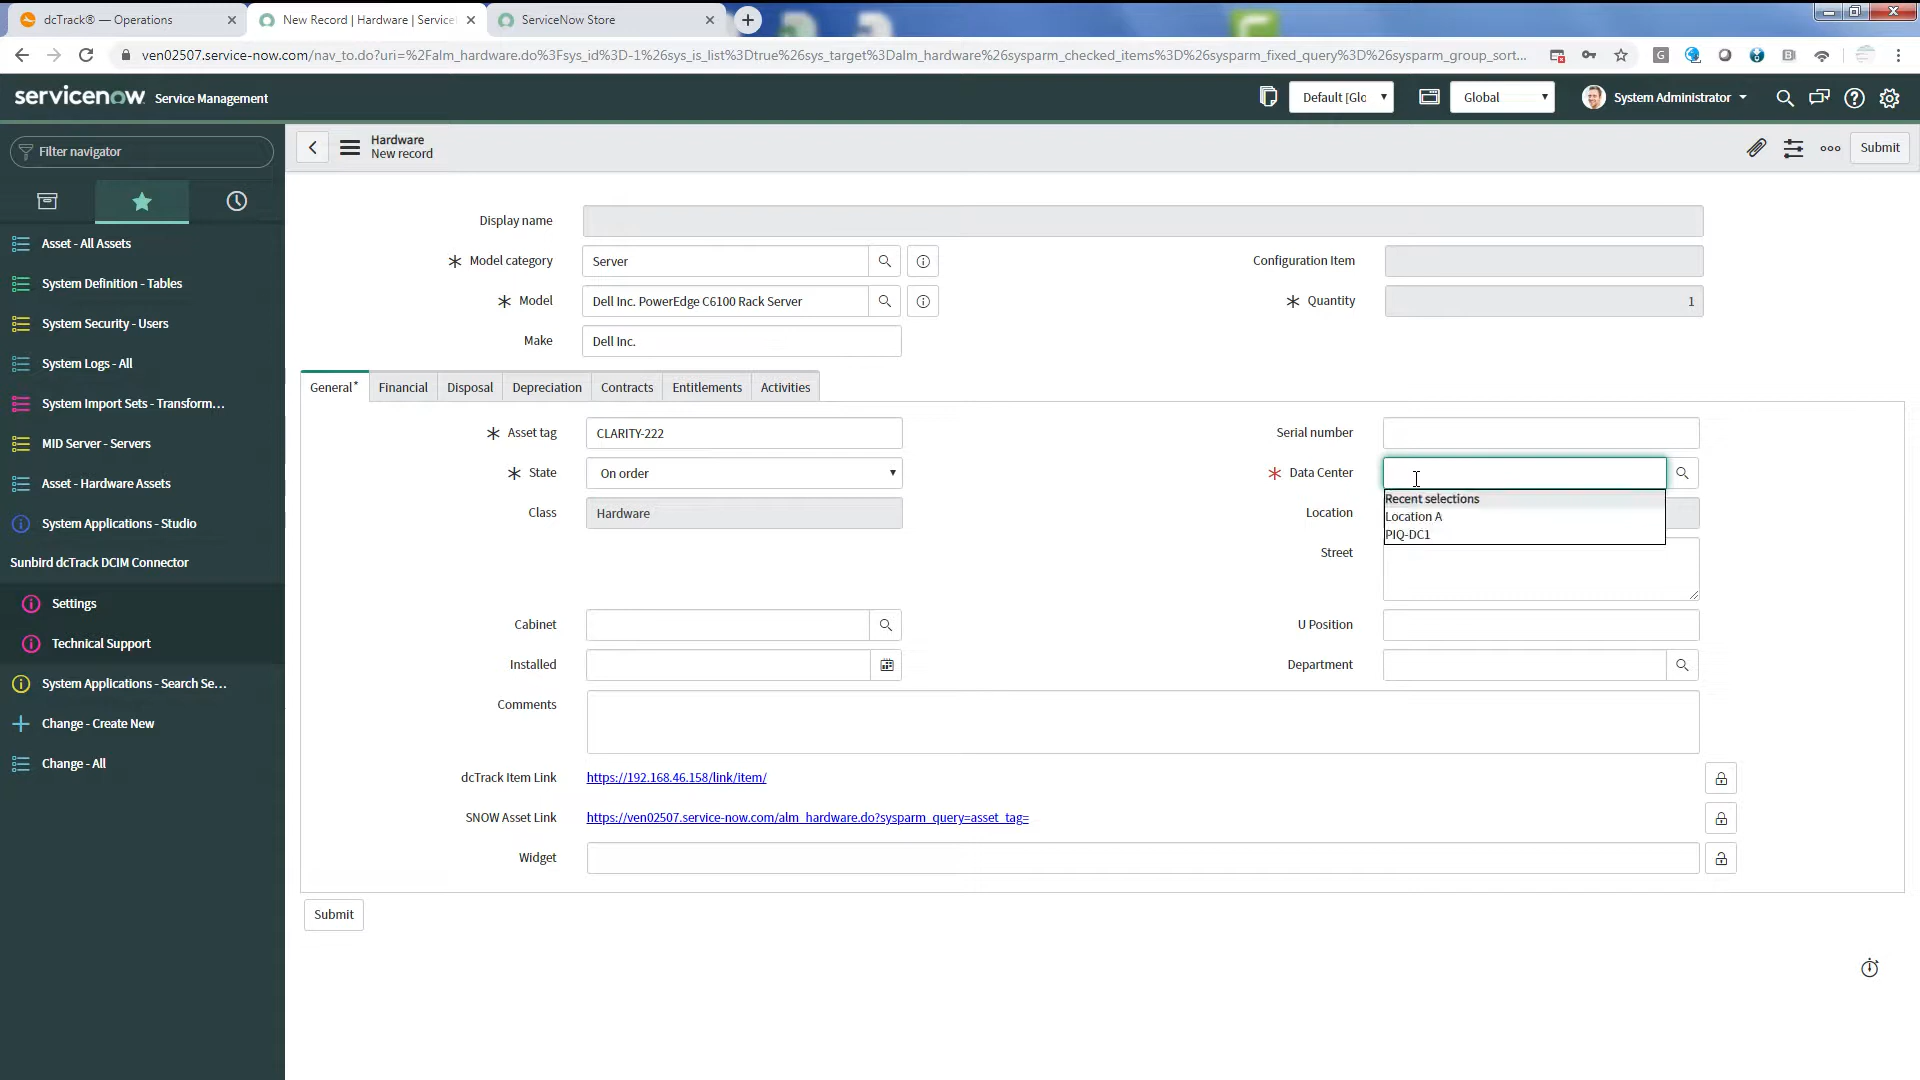 dcTrack® — Operations
New Record | Hardware | Service
ServiceNow Store
ven02507.service-now.com/nav_to.do?uri=%2Falm_hardware.do%3Fsys_id%3D-1%26sys_is_list%3Dtrue%26sys_target%3Dalm_hardware%26sysparm_checked_items%3D%26sysparm_fixed_query%3D%26sysparm_group_sort...
servicenow Service Management
Default [Glo
Global
System Administrator
Filter navigator
Hardware
New record
Submit
Asset - All Assets
System Definition - Tables
System Security - Users
System Logs - All
System Import Sets - Transform...
MID Server - Servers
Asset - Hardware Assets
System Applications - Studio
Sunbird dcTrack DCIM Connector
Settings
Technical Support
System Applications - Search Se...
Change - Create New
Change - All
Display name
Model category Server
Configuration Item
Model Dell Inc. PowerEdge C6100 Rack Server
Quantity 1
Make Dell Inc.
General* Financial Disposal Depreciation Contracts Entitlements Activities
Asset tag CLARITY-222
Serial number
State On order
Data Center
Recent selections
Location A
PIQ-DC1
Class Hardware
Location
Street
Cabinet
U Position
Installed
Department
Comments
dcTrack Item Link https://192.168.46.158/link/item/
SNOW Asset Link https://ven02507.service-now.com/alm_hardware.do?sysparm_query=asset_tag=
Widget
Submit